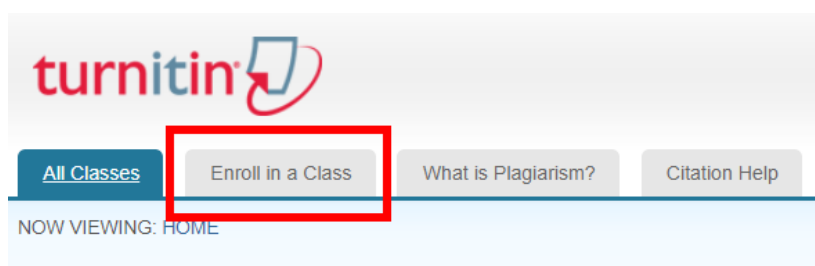 turnitin
All Classes Enroll in a Class What is Plagiarism? Citation Help
NOW VIEWING: HOME